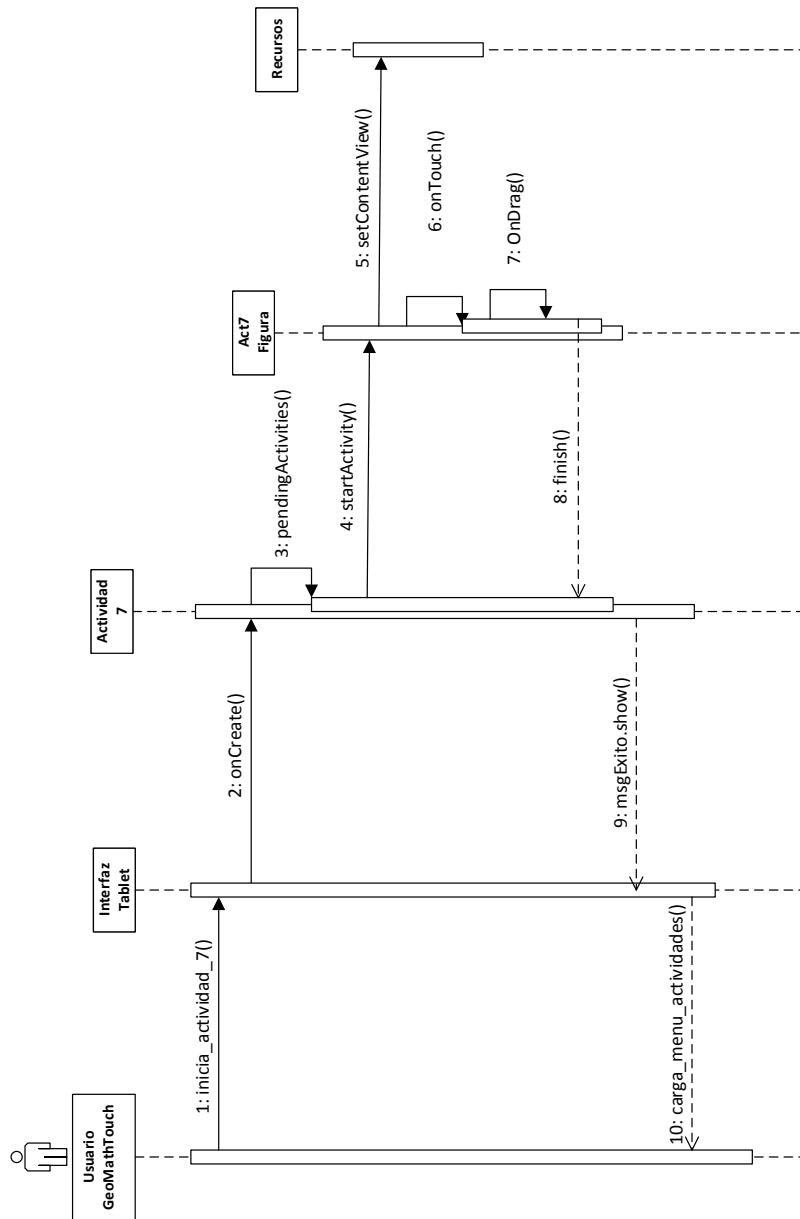 Usuario
GeoMathTouch
Interfaz
Tablet
Actividad
7
Act7
Figura
Recursos
1: inicia_actividad_7()
2: onCreate()
3: pendingActivities()
4: startActivity()
5: setContentView()
6: onTouch()
7: OnDrag()
8: finish()
9: msgExito.show()
10: carga_menu_actividades()